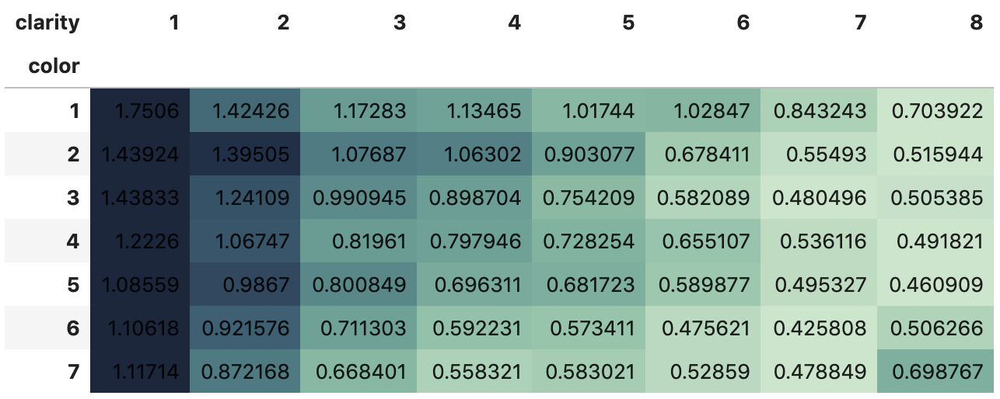 clarity 1 2 3 4 5 6 7 8
color
1 1.7506 1.42426 1.17283 1.13465 1.01744 1.02847 0.843243 0.703922
2 1.43924 1.39505 1.07687 1.06302 0.903077 0.678411 0.55493 0.515944
3 1.43833 1.24109 0.990945 0.898704 0.754209 0.582089 0.480496 0.505385
4 1.2226 1.06747 0.81961 0.797946 0.728254 0.655107 0.536116 0.491821
5 1.08559 0.9867 0.800849 0.696311 0.681723 0.589877 0.495327 0.460909
6 1.10618 0.921576 0.711303 0.592231 0.573411 0.475621 0.425808 0.506266
7 1.11714 0.872168 0.668401 0.558321 0.583021 0.52859 0.478849 0.698767